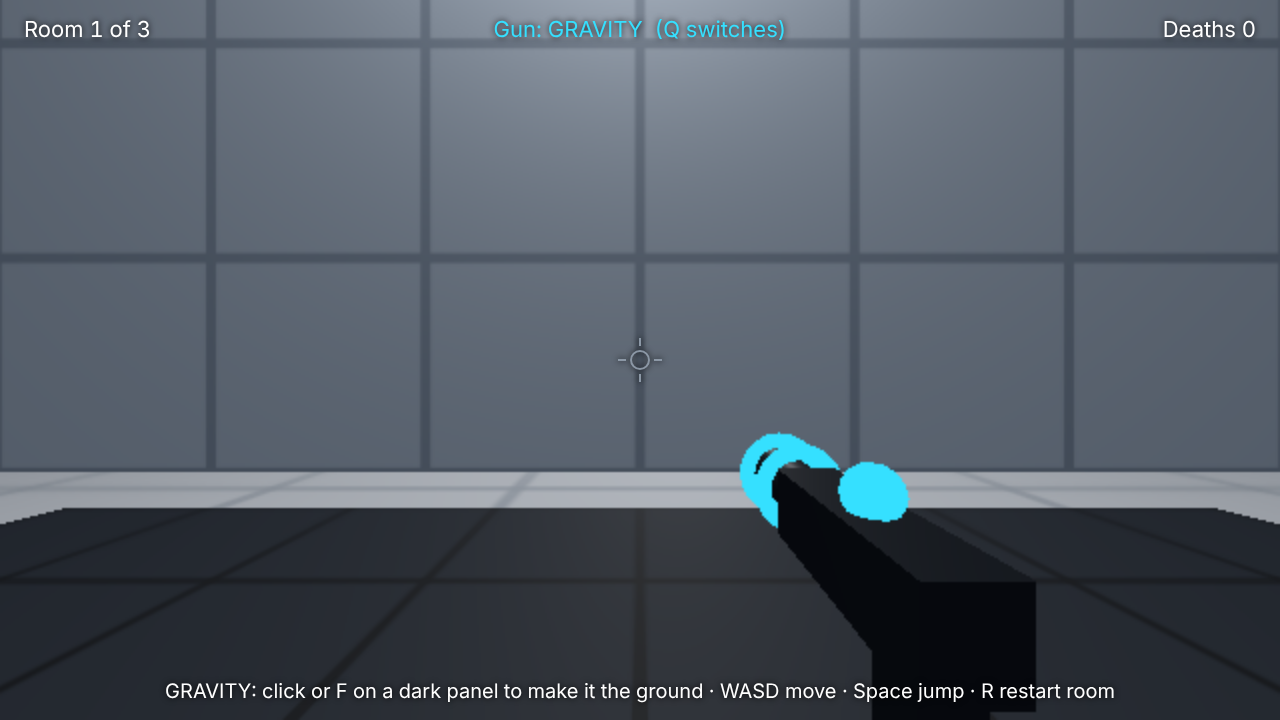 Room 1 of 3
Gun: GRAVITY (Q switches)
Deaths 0
GRAVITY: click or F on a dark panel to make it the ground · WASD move · Space jump · R restart room